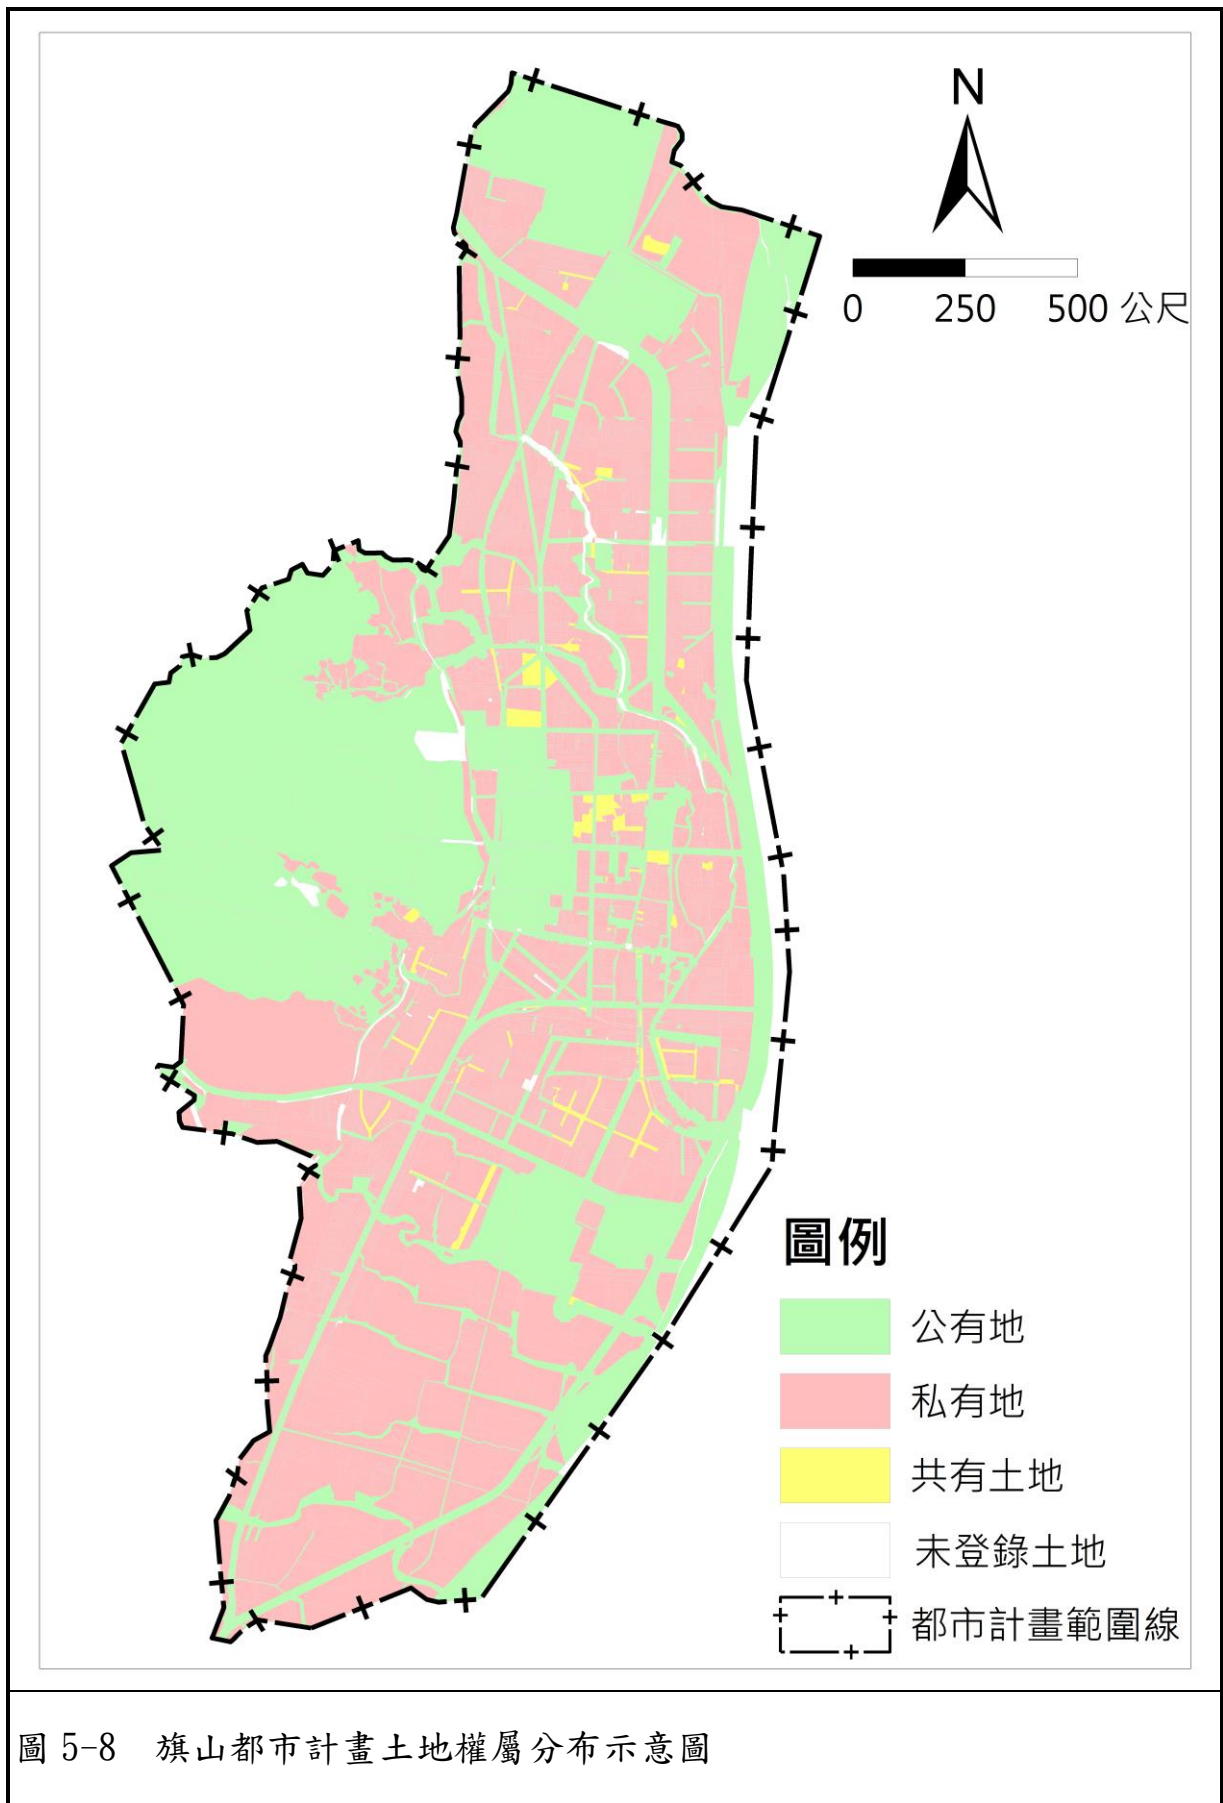 N
0 250 500 公尺
圖例
公有地
私有地
共有土地
未登錄土地
都市計畫範圍線
圖 5-8 旗山都市計畫土地權屬分布示意圖